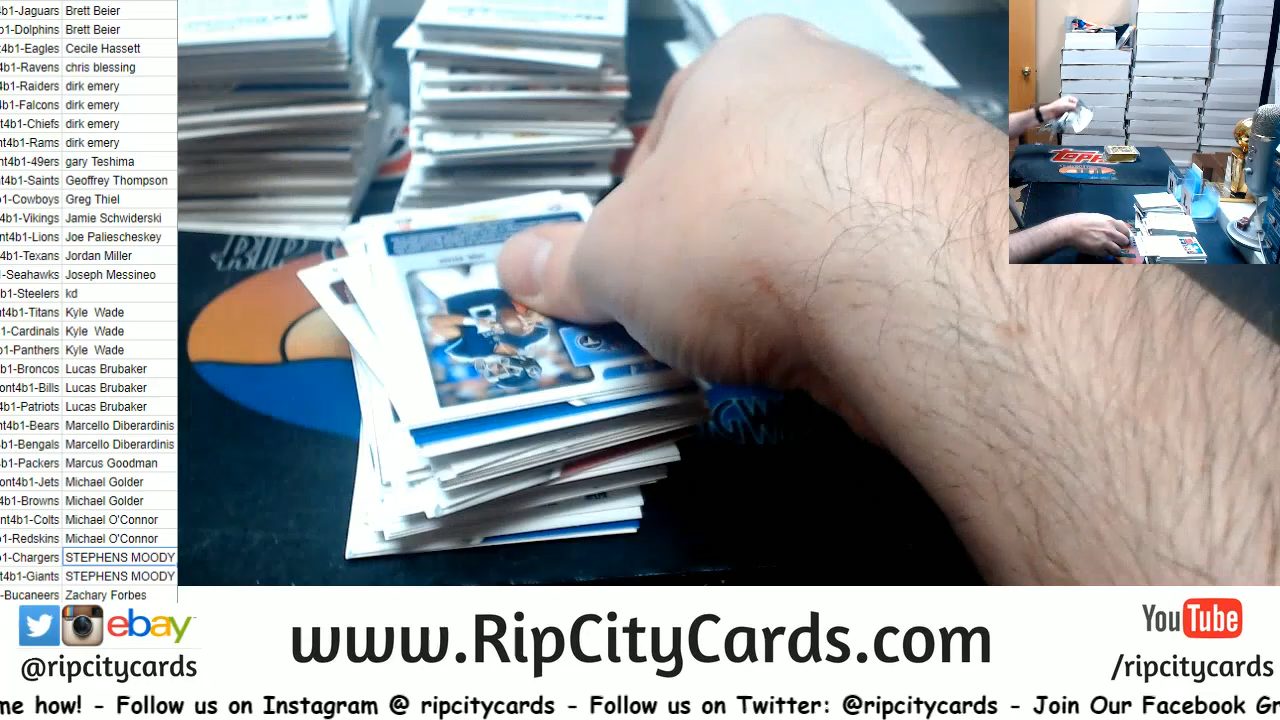 4b1-Jaguars Brett Beier
b1-Dolphins Brett Beier
4b1-Eagles Cecile Hassett
4b1-Ravens chris blessing
4b1-Raiders dirk emery
4b1-Falcons dirk emery
nt4b1-Chiefs dirk emery
nt4b1-Rams dirk emery
nt4b1-49ers gary Teshima
nt4b1-Saints Geoffrey Thompson
b1-Cowboys Greg Thiel
4b1-Vikings Jamie Schwiderski
nt4b1-Lions Joe Paliescheskey
4b1-Texans Jordan Miller
1-Seahawks Joseph Messineo
b1-Steelers kd
nt4b1-Titans Kyle Wade
1-Cardinals Kyle Wade
b1-Panthers Kyle Wade
b1-Broncos Lucas Brubaker
ont4b1-Bills Lucas Brubaker
b1-Patriots Lucas Brubaker
nt4b1-Bears Marcello Diberardinis
b1-Bengals Marcello Diberardinis
b1-Packers Marcus Goodman
ont4b1-Jets Michael Golder
4b1-Browns Michael Golder
nt4b1-Colts Michael O'Connor
1-Redskins Michael O'Connor
b1-Chargers STEPHENS MOODY
t4b1-Giants STEPHENS MOODY
-Bucaneers Zachary Forbes
TOPPS
ebay
@ripcitycards
www.RipCityCards.com
YouTube
/ripcitycards
me how! - Follow us on Instagram @ ripcitycards - Follow us on Twitter: @ripcitycards - Join Our Facebook Gr